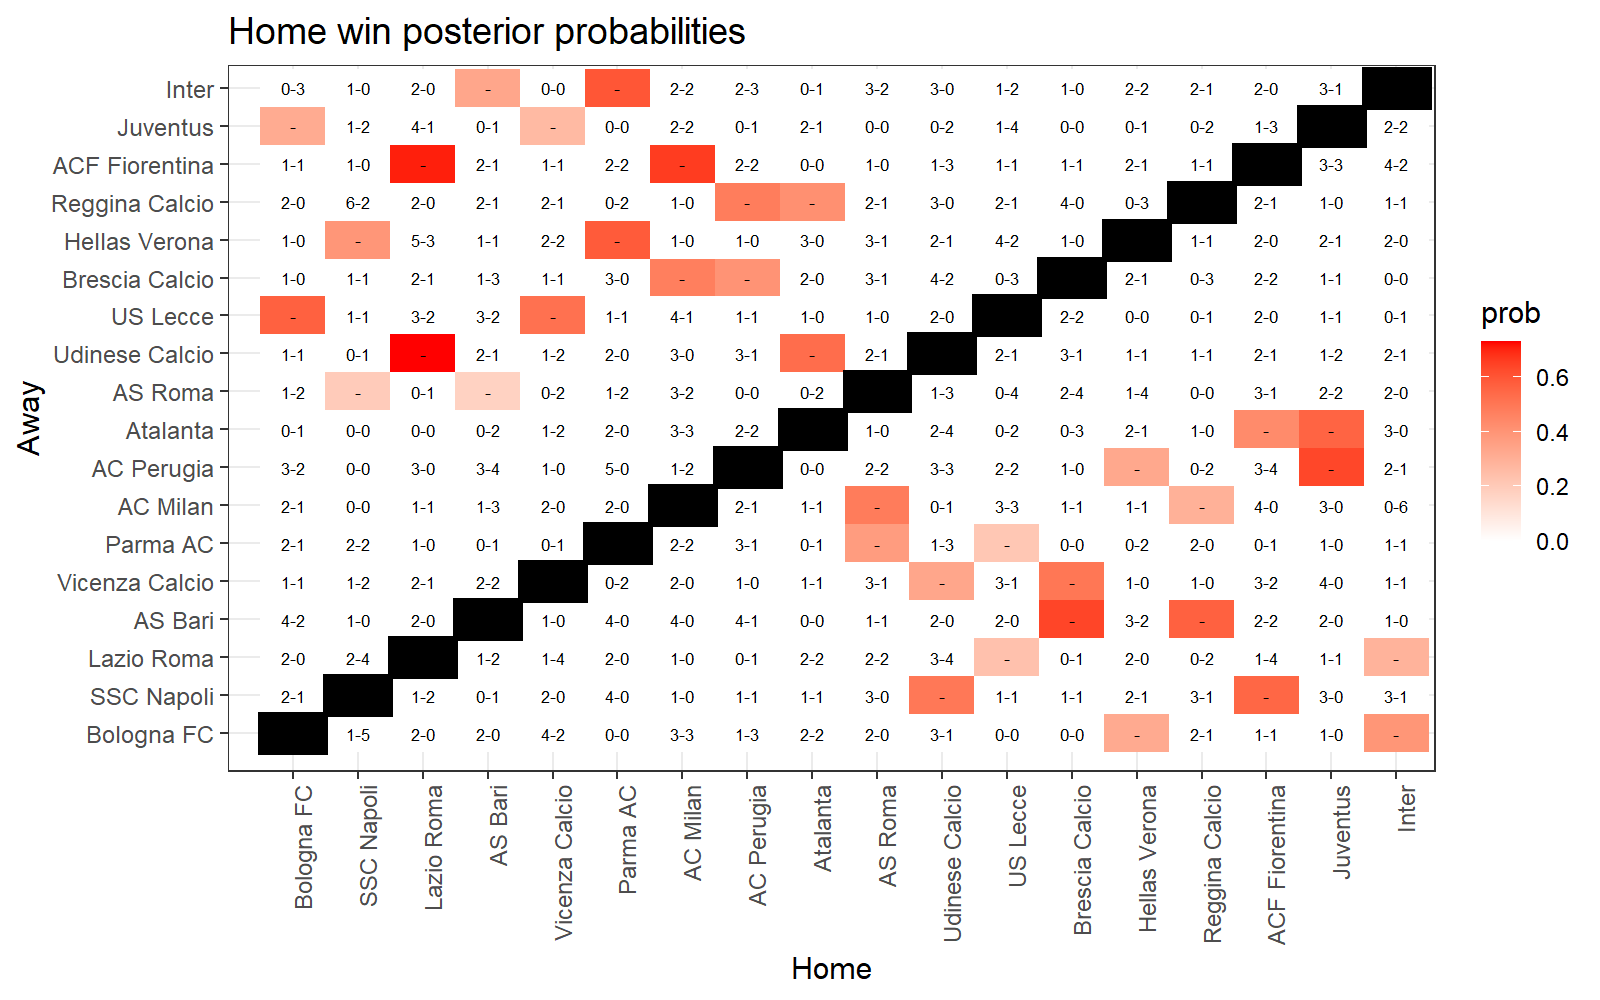 Home win posterior probabilities
Inter 0-3 1-0 2-0 - 0-0 - 2-2 2-3 0-1 3-2 3-0 1-2 1-0 2-2 2-1 2-0 3-1
Juventus - 1-2 4-1 0-1 - 0-0 2-2 0-1 2-1 0-0 0-2 1-4 0-0 0-1 0-2 1-3 2-2
ACF Fiorentina 1-1 1-0 - 2-1 1-1 2-2 - 2-2 0-0 1-0 1-3 1-1 1-1 2-1 1-1 3-3 4-2
Reggina Calcio 2-0 6-2 2-0 2-1 2-1 0-2 1-0 - - 2-1 3-0 2-1 4-0 0-3 2-1 1-0 1-1
Hellas Verona 1-0 - 5-3 1-1 2-2 - 1-0 1-0 3-0 3-1 2-1 4-2 1-0 1-1 2-0 2-1 2-0
Brescia Calcio 1-0 1-1 2-1 1-3 1-1 3-0 - - 2-0 3-1 4-2 0-3 2-1 0-3 2-2 1-1 0-0
US Lecce - 1-1 3-2 3-2 - 1-1 4-1 1-1 1-0 1-0 2-0 2-2 0-0 0-1 2-0 1-1 0-1
Udinese Calcio 1-1 0-1 - 2-1 1-2 2-0 3-0 3-1 - 2-1 2-1 3-1 1-1 1-1 2-1 1-2 2-1
AS Roma 1-2 - 0-1 - 0-2 1-2 3-2 0-0 0-2 1-3 0-4 2-4 1-4 0-0 3-1 2-2 2-0
Atalanta 0-1 0-0 0-0 0-2 1-2 2-0 3-3 2-2 1-0 2-4 0-2 0-3 2-1 1-0 - - 3-0
AC Perugia 3-2 0-0 3-0 3-4 1-0 5-0 1-2 0-0 2-2 3-3 2-2 1-0 - 0-2 3-4 - 2-1
AC Milan 2-1 0-0 1-1 1-3 2-0 2-0 2-1 1-1 - 0-1 3-3 1-1 1-1 - 4-0 3-0 0-6
Parma AC 2-1 2-2 1-0 0-1 0-1 2-2 3-1 0-1 - 1-3 - 0-0 0-2 2-0 0-1 1-0 1-1
Vicenza Calcio 1-1 1-2 2-1 2-2 0-2 2-0 1-0 1-1 3-1 - 3-1 - 1-0 1-0 3-2 4-0 1-1
AS Bari 4-2 1-0 2-0 1-0 4-0 4-0 4-1 0-0 1-1 2-0 2-0 - 3-2 - 2-2 2-0 1-0
Lazio Roma 2-0 2-4 1-2 1-4 2-0 1-0 0-1 2-2 2-2 3-4 - 0-1 2-0 0-2 1-4 1-1 -
SSC Napoli 2-1 1-2 0-1 2-0 4-0 1-0 1-1 1-1 3-0 - 1-1 1-1 2-1 3-1 - 3-0 3-1
Bologna FC 1-5 2-0 2-0 4-2 0-0 3-3 1-3 2-2 2-0 3-1 0-0 0-0 - 2-1 1-1 1-0 -
Away
Bologna FC
SSC Napoli
Lazio Roma
AS Bari
Vicenza Calcio
Parma AC
AC Milan
AC Perugia
Atalanta
AS Roma
Udinese Calcio
US Lecce
Brescia Calcio
Hellas Verona
Reggina Calcio
ACF Fiorentina
Juventus
Inter
Home
prob
0.6
0.4
0.2
0.0